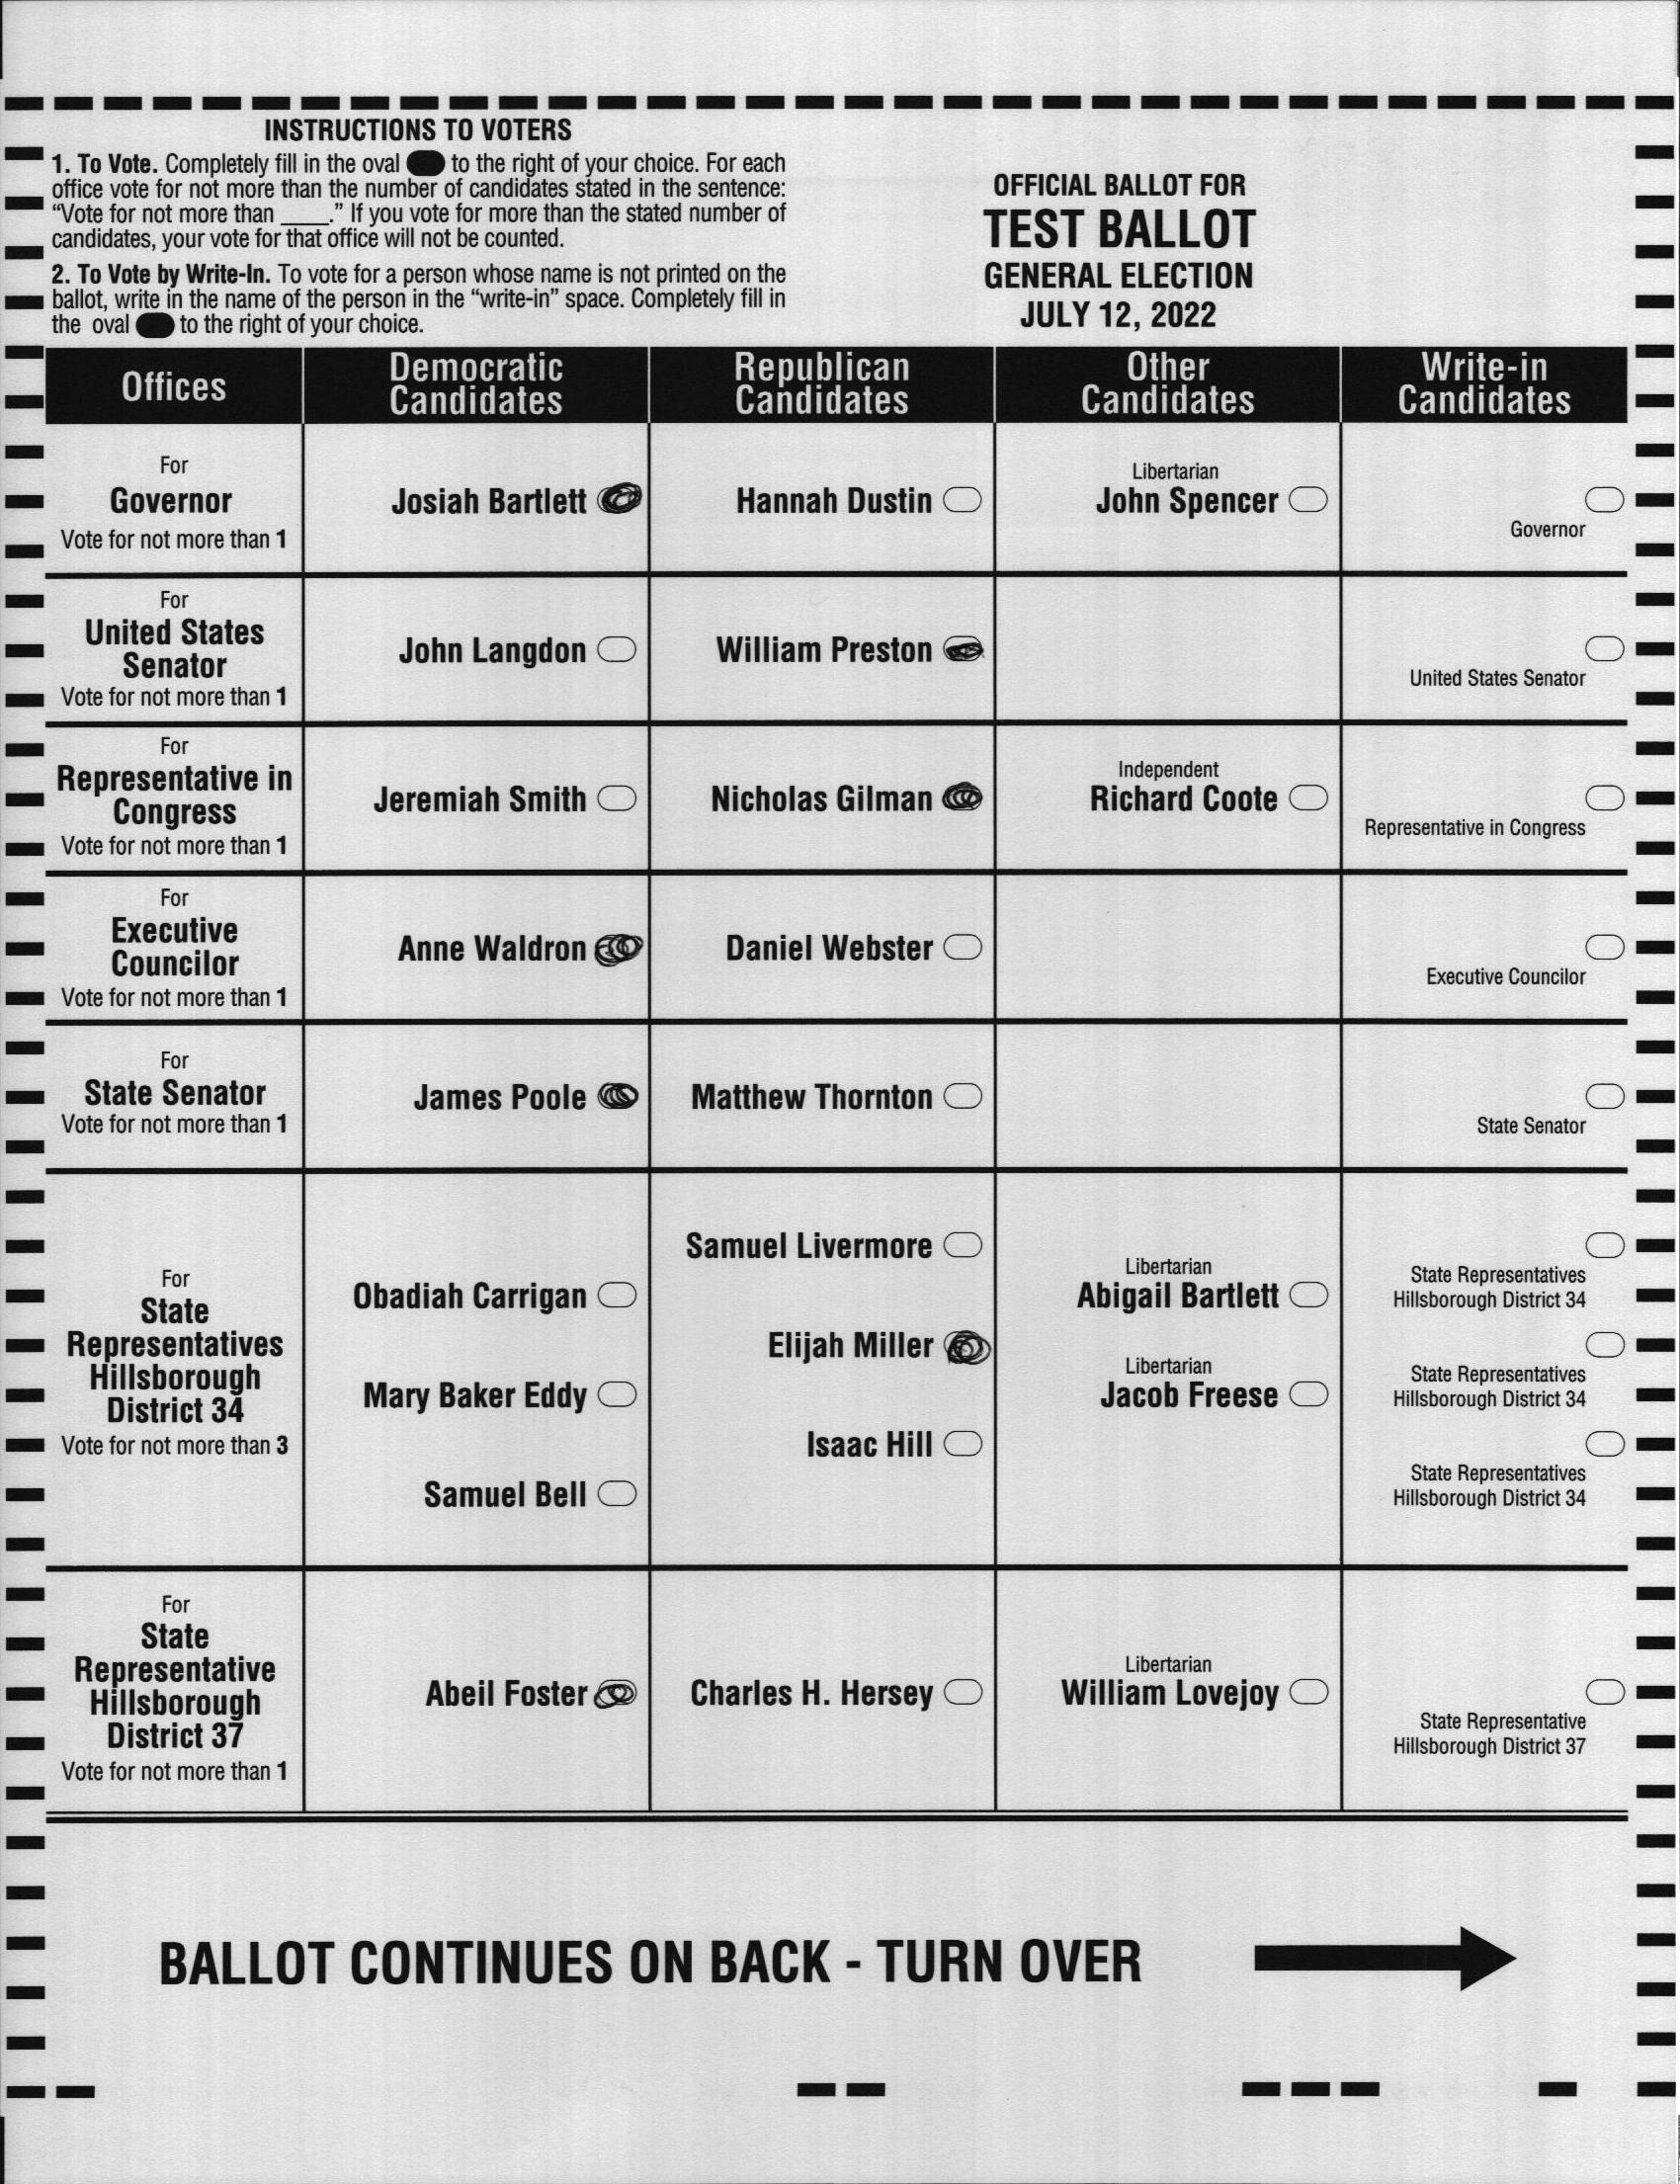 INSTRUCTIONS TO VOTERS
1. To Vote. Completely fill in the oval to the right of your choice. For each
office vote for not more than the number of candidates stated in the sentence:
“Vote for not more than ____.” If you vote for more than the stated number of
candidates, your vote for that office will not be counted.
2. To Vote by Write-In. To vote for a person whose name is not printed on the
ballot, write in the name of the person in the “write-in” space. Completely fill in
the oval to the right of your choice.
OFFICIAL BALLOT FOR
TEST BALLOT
GENERAL ELECTION
JULY 12, 2022
Offices
Democratic
Candidates
Republican
Candidates
Other
Candidates
Write-in
Candidates
For
Governor
Vote for not more than 1
Josiah Bartlett
Hannah Dustin
Libertarian
John Spencer
Governor
For
United States
Senator
Vote for not more than 1
John Langdon
William Preston
United States Senator
For
Representative in
Congress
Vote for not more than 1
Jeremiah Smith
Nicholas Gilman
Independent
Richard Coote
Representative in Congress
For
Executive
Councilor
Vote for not more than 1
Anne Waldron
Daniel Webster
Executive Councilor
For
State Senator
Vote for not more than 1
James Poole
Matthew Thornton
State Senator
For
State
Representatives
Hillsborough
District 34
Vote for not more than 3
Obadiah Carrigan
Mary Baker Eddy
Samuel Bell
Samuel Livermore
Elijah Miller
Isaac Hill
Libertarian
Abigail Bartlett
Libertarian
Jacob Freese
State Representatives
Hillsborough District 34
State Representatives
Hillsborough District 34
State Representatives
Hillsborough District 34
For
State
Representative
Hillsborough
District 37
Vote for not more than 1
Abeil Foster
Charles H. Hersey
Libertarian
William Lovejoy
State Representative
Hillsborough District 37
BALLOT CONTINUES ON BACK - TURN OVER